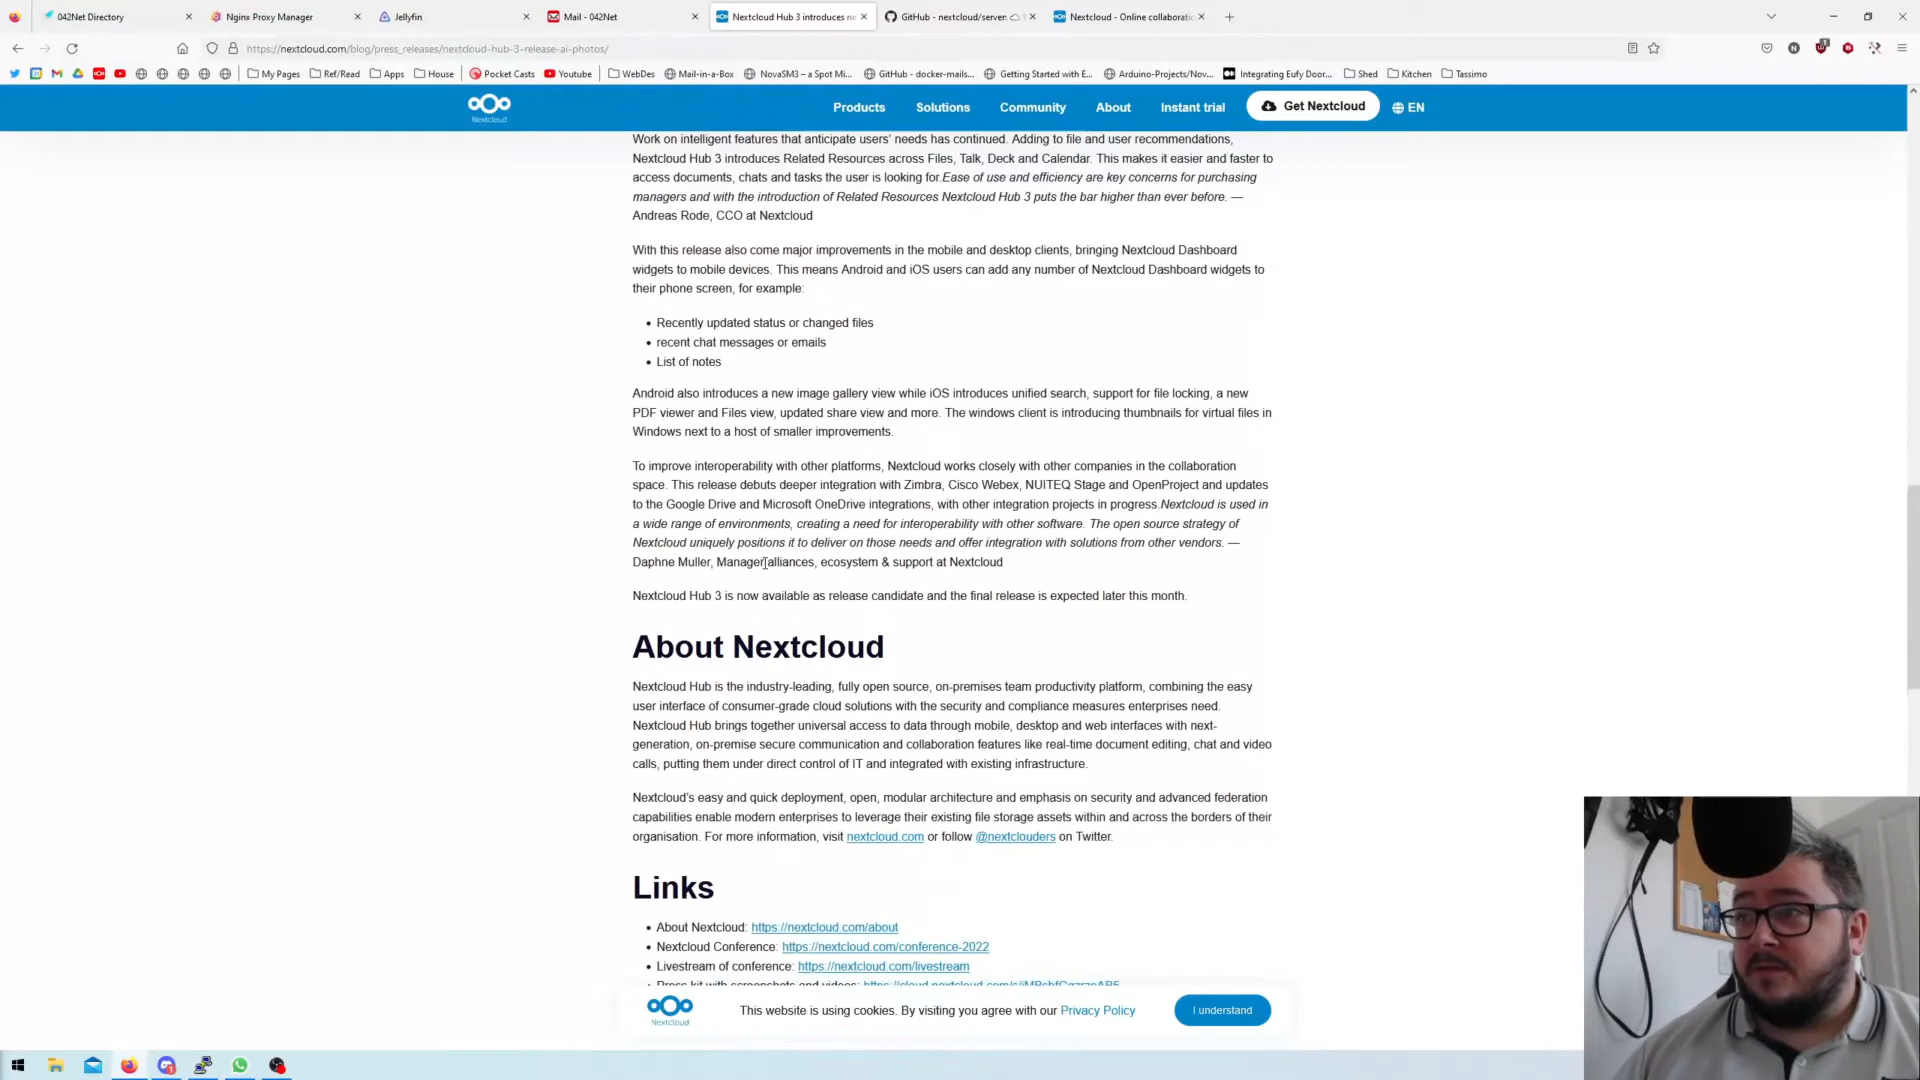 042Net Directory
Nginx Proxy Manager
Jellyfin
Mail - 042Net
Nextcloud Hub 3 introduces ne
GitHub - nextcloud/server:
Nextcloud - Online collaboratio
https://nextcloud.com/blog/press_releases/nextcloud-hub-3-release-ai-photos/
My Pages
Ref/Read
Apps
House
Pocket Casts
Youtube
WebDes
Mail-in-a-Box
NovaSM3 – a Spot Mi...
GitHub - docker-mails...
Getting Started with E...
Arduino-Projects/Nov...
Integrating Eufy Door...
Shed
Kitchen
Tassimo
Nextcloud
Products
Solutions
Community
About
Instant trial
Get Nextcloud
EN
Work on intelligent features that anticipate users' needs has continued. Adding to file and user recommendations,
Nextcloud Hub 3 introduces Related Resources across Files, Talk, Deck and Calendar. This makes it easier and faster to
access documents, chats and tasks the user is looking for.Ease of use and efficiency are key concerns for purchasing
managers and with the introduction of Related Resources Nextcloud Hub 3 puts the bar higher than ever before. —
Andreas Rode, CCO at Nextcloud
With this release also come major improvements in the mobile and desktop clients, bringing Nextcloud Dashboard
widgets to mobile devices. This means Android and iOS users can add any number of Nextcloud Dashboard widgets to
their phone screen, for example:
• Recently updated status or changed files
• recent chat messages or emails
• List of notes
Android also introduces a new image gallery view while iOS introduces unified search, support for file locking, a new
PDF viewer and Files view, updated share view and more. The windows client is introducing thumbnails for virtual files in
Windows next to a host of smaller improvements.
To improve interoperability with other platforms, Nextcloud works closely with other companies in the collaboration
space. This release debuts deeper integration with Zimbra, Cisco Webex, NUITEQ Stage and OpenProject and updates
to the Google Drive and Microsoft OneDrive integrations, with other integration projects in progress.Nextcloud is used in
a wide range of environments, creating a need for interoperability with other software. The open source strategy of
Nextcloud uniquely positions it to deliver on those needs and offer integration with solutions from other vendors. —
Daphne Muller, Manager alliances, ecosystem & support at Nextcloud
Nextcloud Hub 3 is now available as release candidate and the final release is expected later this month.
About Nextcloud
Nextcloud Hub is the industry-leading, fully open source, on-premises team productivity platform, combining the easy
user interface of consumer-grade cloud solutions with the security and compliance measures enterprises need.
Nextcloud Hub brings together universal access to data through mobile, desktop and web interfaces with next-
generation, on-premise secure communication and collaboration features like real-time document editing, chat and video
calls, putting them under direct control of IT and integrated with existing infrastructure.
Nextcloud's easy and quick deployment, open, modular architecture and emphasis on security and advanced federation
capabilities enable modern enterprises to leverage their existing file storage assets within and across the borders of their
organisation. For more information, visit nextcloud.com or follow @nextclouders on Twitter.
Links
• About Nextcloud: https://nextcloud.com/about
• Nextcloud Conference: https://nextcloud.com/conference-2022
• Livestream of conference: https://nextcloud.com/livestream
• Press kit with screenshots and videos:
Nextcloud
This website is using cookies. By visiting you agree with our Privacy Policy
I understand